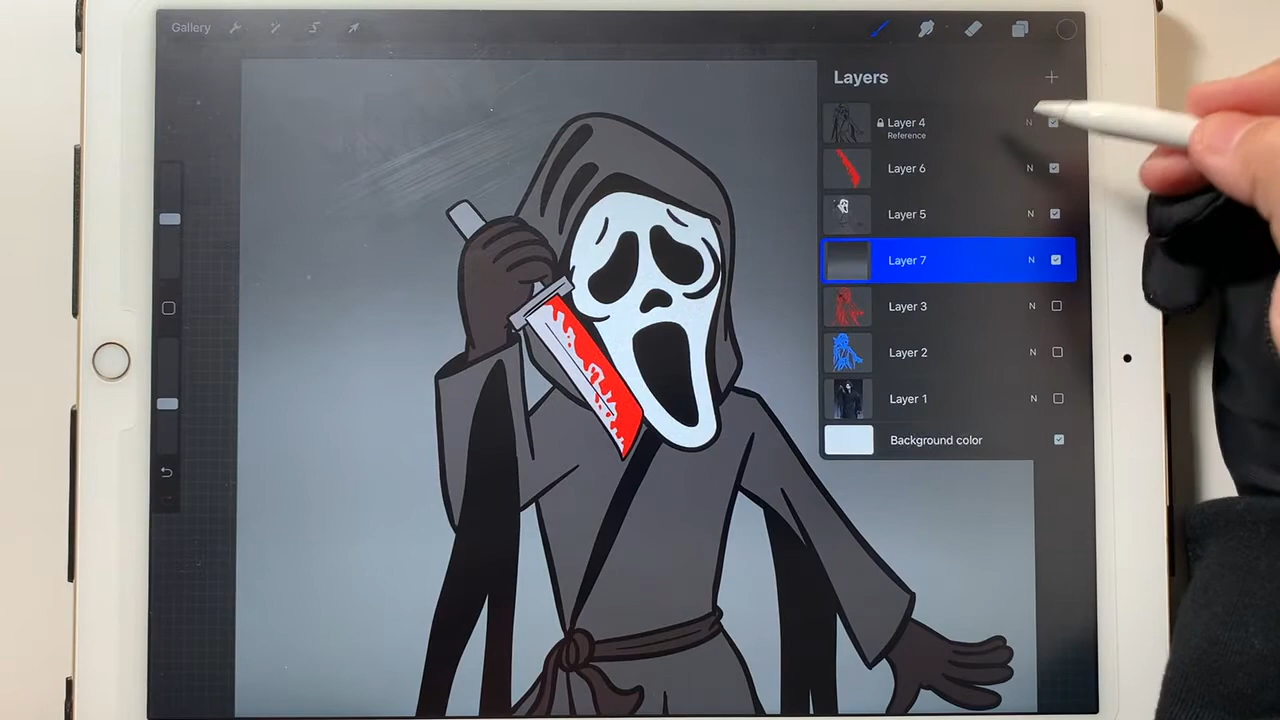 Gallery
Layers
Layer 4
Reference
N
Layer 6
N
Layer 5
N
Layer 7
N
Layer 3
N
Layer 2
N
Layer 1
N
Background color